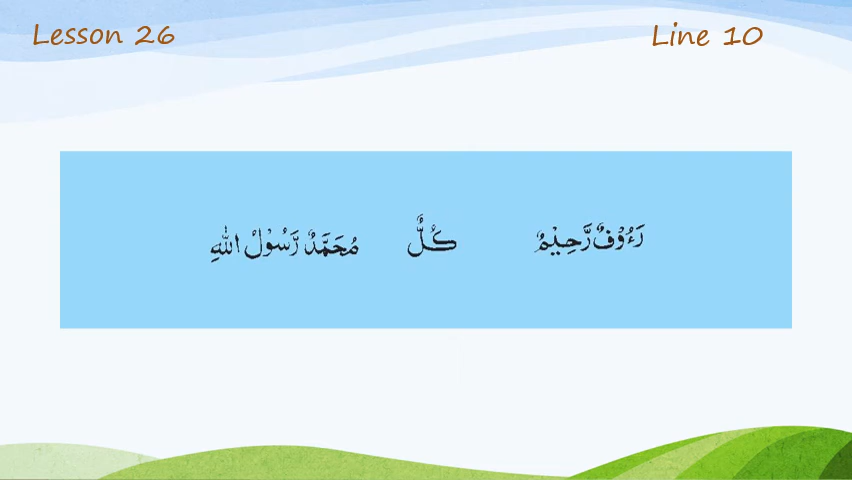 Lesson 26
Line 10
رَءُوْفٌ رَّحِيْمٌ كُلٌّ مُحَمَّدٌ رَّسُوْلُ اللّٰهِ